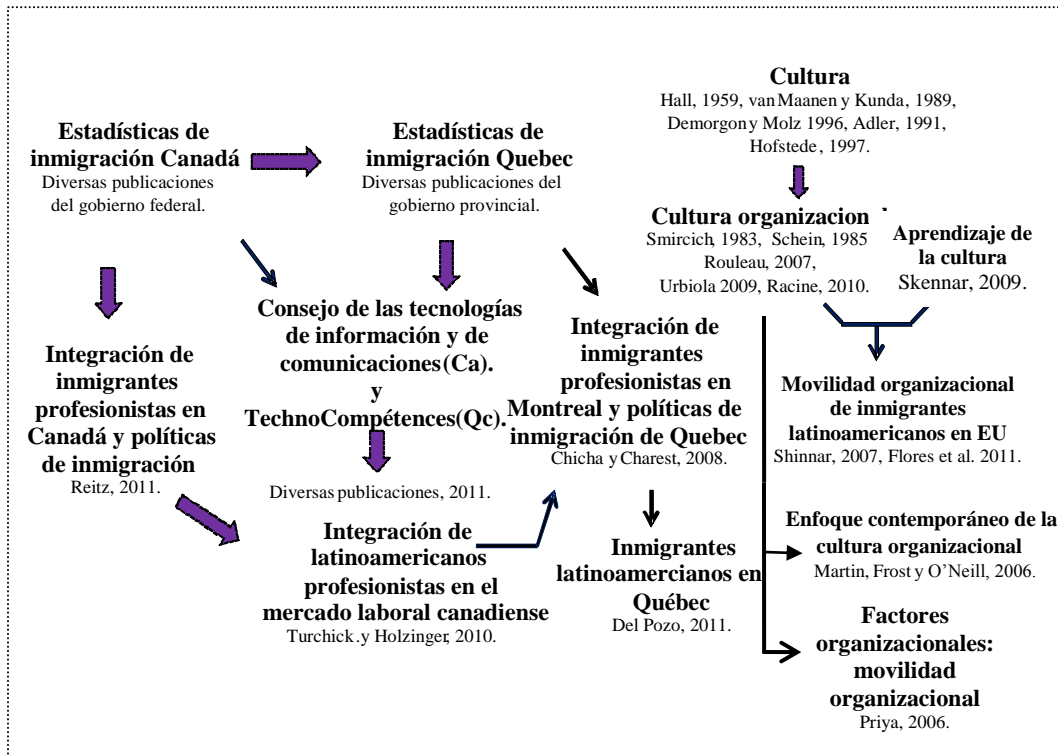 Estadísticas de
inmigración Canadá
Diversas publicaciones
del gobierno federal.
Estadísticas de
inmigración Quebec
Diversas publicaciones del
gobierno provincial.
Cultura
Hall, 1959, van Maanen y Kunda, 1989,
Demorgon y Molz 1996, Adler, 1991,
Hofstede, 1997.
Cultura organizacion
Smircich, 1983, Schein, 1985
Rouleau, 2007,
Urbiola 2009, Racine, 2010.
Aprendizaje de
la cultura
Skennar, 2009.
Integración de
inmigrantes
profesionistas en
Canadá y políticas
de inmigración
Reitz, 2011.
Consejo de las tecnologías
de información y de
comunicaciones (Ca).
y
TechnoCompétences(Qc).
Diversas publicaciones, 2011.
Integración de
latinoamericanos
profesionistas en el
mercado laboral canadiense
Turchick.y Holzinger, 2010.
Integración de
inmigrantes
profesionistas en
Montreal y políticas de
inmigración de Quebec
Chicha y Charest, 2008.
Inmigrantes
latinoamercianos en
Québec
Del Pozo, 2011.
Movilidad organizacional
de inmigrantes
latinoamericanos en EU
Shinnar, 2007, Flores et al. 2011.
Enfoque contemporáneo de la
cultura organizacional
Martin, Frost y O’Neill, 2006.
Factores
organizacionales:
movilidad
organizacional
Priya, 2006.